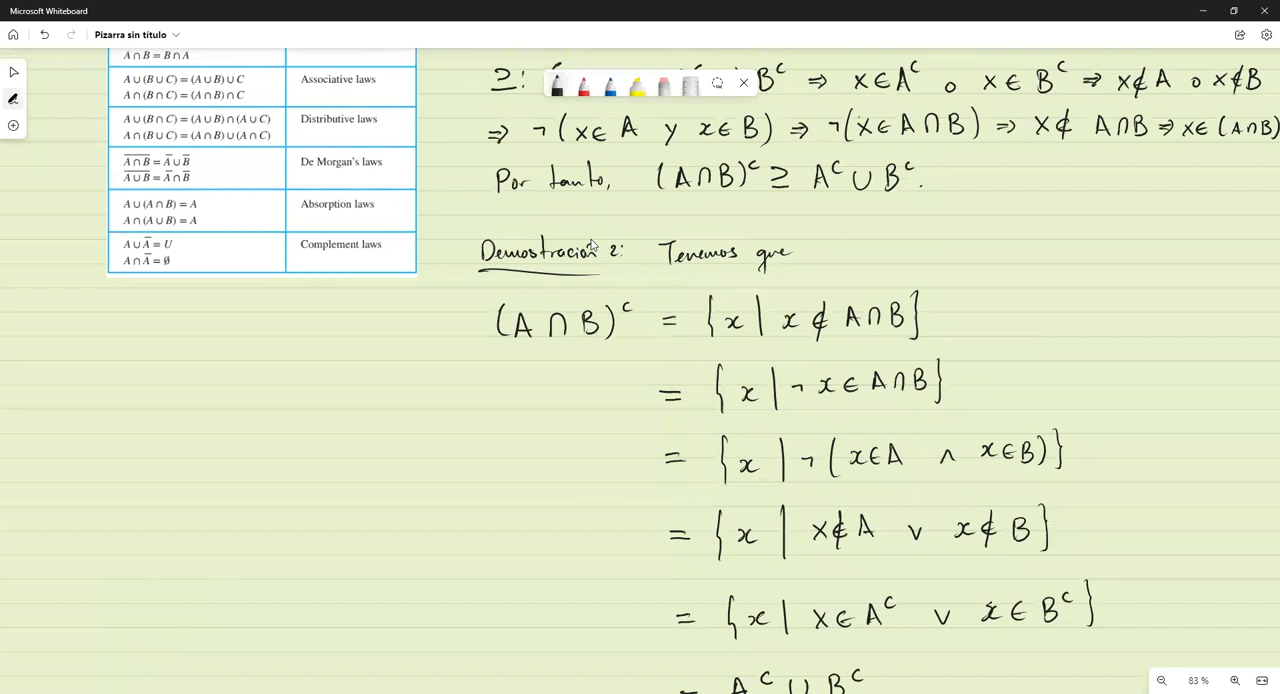 Microsoft Whiteboard
Pizarra sin título
A ∩ B = B ∩ A
A ∪ (B ∪ C) = (A ∪ B) ∪ C
A ∩ (B ∩ C) = (A ∩ B) ∩ C
Associative laws
A ∪ (B ∩ C) = (A ∪ B) ∩ (A ∪ C)
A ∩ (B ∪ C) = (A ∩ B) ∪ (A ∩ C)
Distributive laws
A̅ ̅∩̅ ̅B̅ = A̅ ∪ B̅
A̅ ̅∪̅ ̅B̅ = A̅ ∩ B̅
De Morgan's laws
A ∪ (A ∩ B) = A
A ∩ (A ∪ B) = A
Absorption laws
A ∪ A̅ = U
A ∩ A̅ = ∅
Complement laws
⊇: B^c ⇒ x ∈ A^c o x ∈ B^c ⇒ x ∉ A o x ∉ B
⇒ ¬(x ∈ A y x ∈ B) ⇒ ¬(x ∈ A ∩ B) ⇒ x ∉ A ∩ B ⇒ x ∈ (A ∩ B)
Por tanto, (A ∩ B)^c ⊇ A^c ∪ B^c.
Demostración 2: Tenemos que
(A ∩ B)^c = {x | x ∉ A ∩ B}
= {x | ¬ x ∈ A ∩ B}
= {x | ¬(x ∈ A ∧ x ∈ B)}
= {x | x ∉ A ∨ x ∉ B}
= {x | x ∈ A^c ∨ x ∈ B^c}
= A^c ∪ B^c
83 %